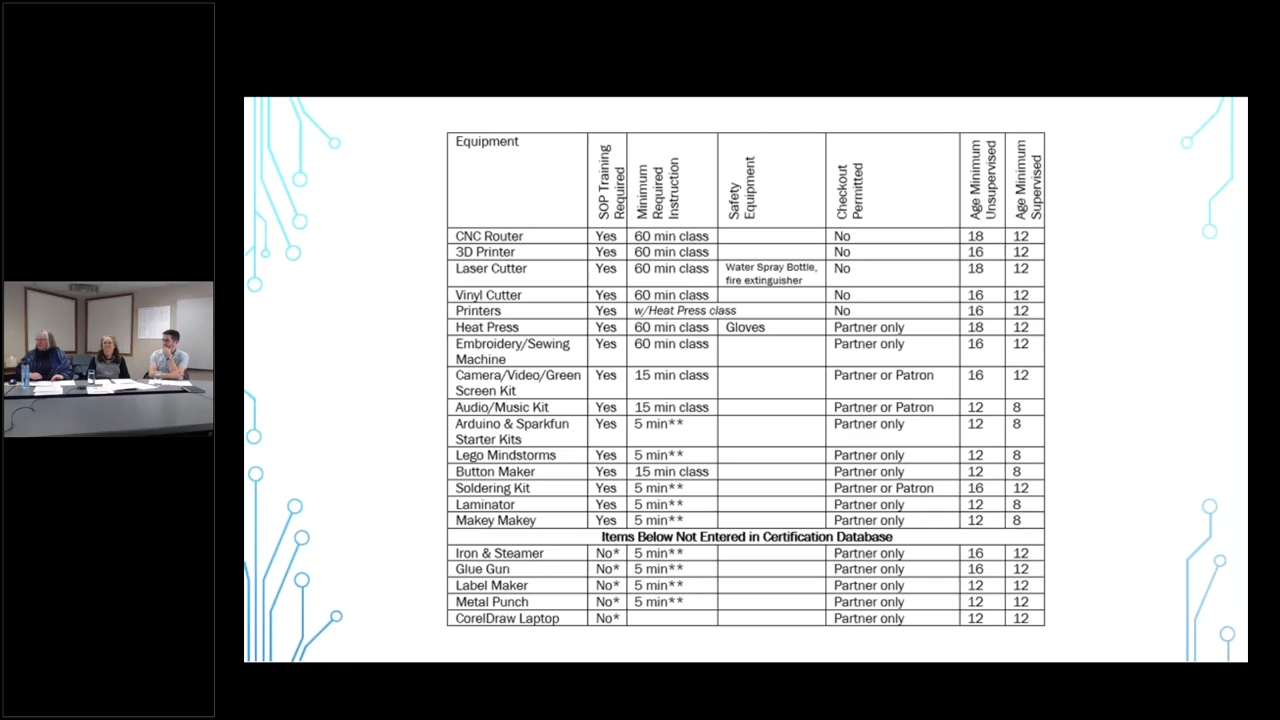 Equipment
SOP Training Required
Minimum Required Instruction
Safety Equipment
Checkout Permitted
Age Minimum Unsupervised
Age Minimum Supervised
CNC Router Yes 60 min class No 18 12
3D Printer Yes 60 min class No 16 12
Laser Cutter Yes 60 min class Water Spray Bottle, fire extinguisher No 18 12
Vinyl Cutter Yes 60 min class No 16 12
Printers Yes w/Heat Press class No 16 12
Heat Press Yes 60 min class Gloves Partner only 18 12
Embroidery/Sewing Machine Yes 60 min class Partner only 16 12
Camera/Video/Green Screen Kit Yes 15 min class Partner or Patron 16 12
Audio/Music Kit Yes 15 min class Partner or Patron 12 8
Arduino & Sparkfun Starter Kits Yes 5 min** Partner only 12 8
Lego Mindstorms Yes 5 min** Partner only 12 8
Button Maker Yes 15 min class Partner only 12 8
Soldering Kit Yes 5 min** Partner or Patron 16 12
Laminator Yes 5 min** Partner only 12 8
Makey Makey Yes 5 min** Partner only 12 8
Items Below Not Entered in Certification Database
Iron & Steamer No* 5 min** Partner only 16 12
Glue Gun No* 5 min** Partner only 16 12
Label Maker No* 5 min** Partner only 12 12
Metal Punch No* 5 min** Partner only 12 12
CorelDraw Laptop No* Partner only 12 12